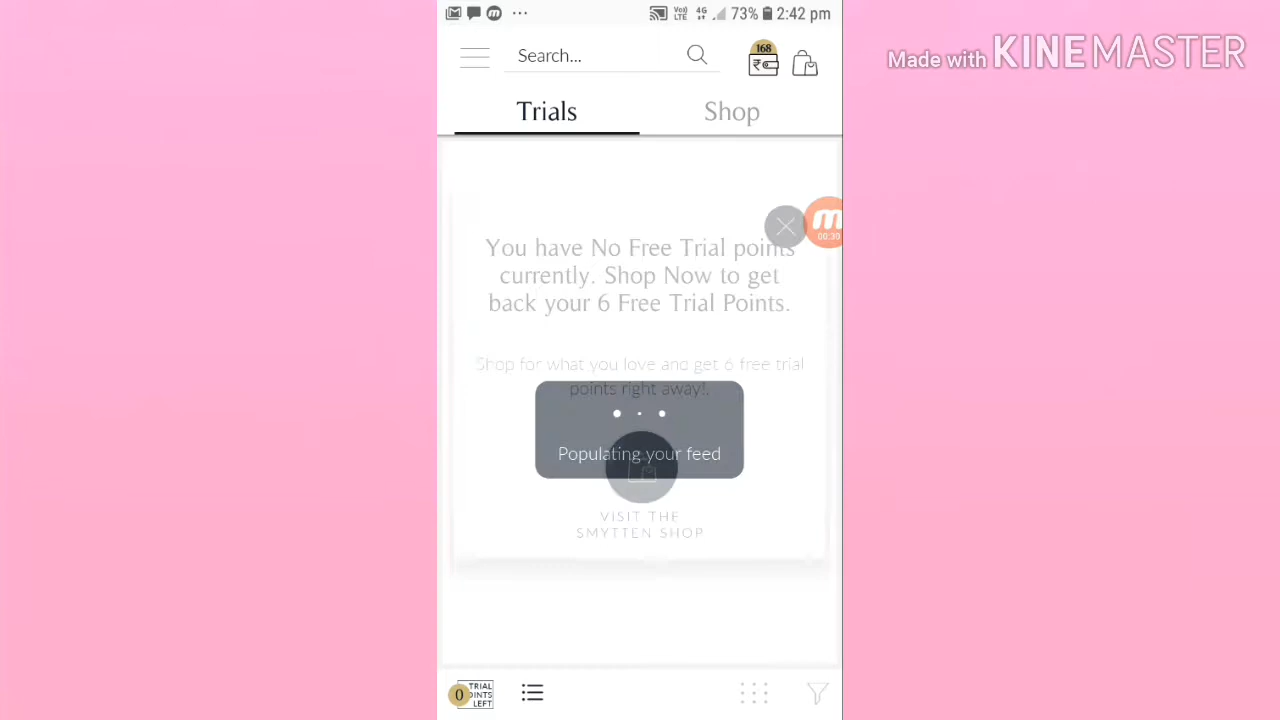 73% 2:42 pm
Made with KINEMASTER
Search...
168
Trials
Shop
00:30
You have No Free Trial points
currently. Shop Now to get
back your 6 Free Trial Points.
Shop for what you love and get 6 free trial
points right away!.
Populating your feed
VISIT THE
SMYTTEN SHOP
0
TRIAL
POINTS
LEFT